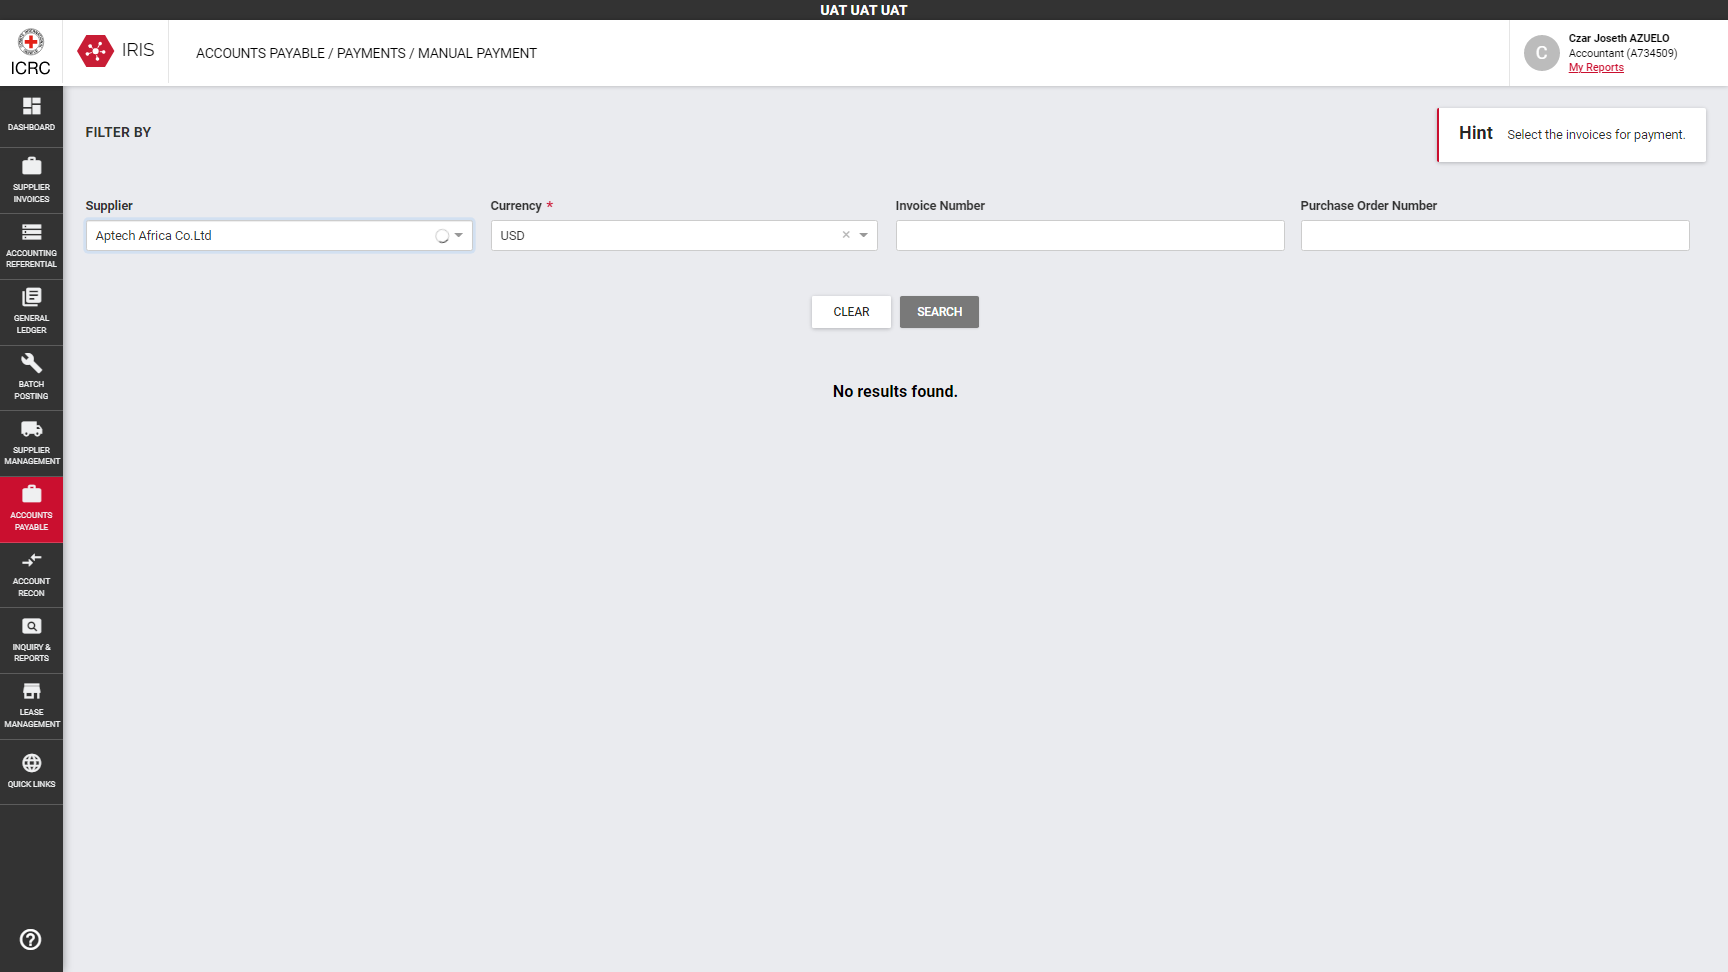 UAT UAT UAT
ICRC
IRIS
ACCOUNTS PAYABLE / PAYMENTS / MANUAL PAYMENT
C
Czar Joseth AZUELO
Accountant (A734509)
My Reports
DASHBOARD
SUPPLIER
INVOICES
ACCOUNTING
REFERENTIAL
GENERAL
LEDGER
BATCH
POSTING
SUPPLIER
MANAGEMENT
ACCOUNTS
PAYABLE
ACCOUNT
RECON
INQUIRY &
REPORTS
LEASE
MANAGEMENT
QUICK LINKS
FILTER BY
Hint Select the invoices for payment.
Supplier
Aptech Africa Co.Ltd
Currency *
USD
Invoice Number
Purchase Order Number
CLEAR
SEARCH
No results found.